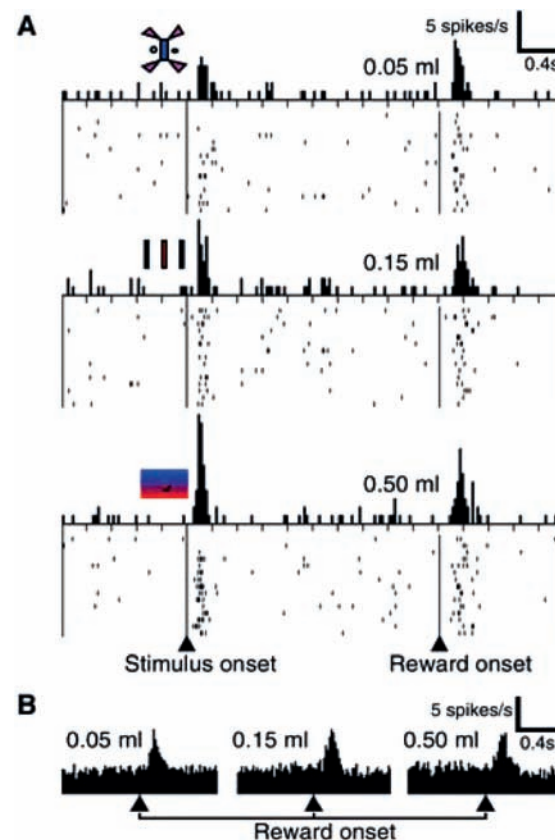 A
5 spikes/s
0.4s
0.05 ml
0.15 ml
0.50 ml
Stimulus onset Reward onset
B
5 spikes/s
0.4s
0.05 ml 0.15 ml 0.50 ml
Reward onset